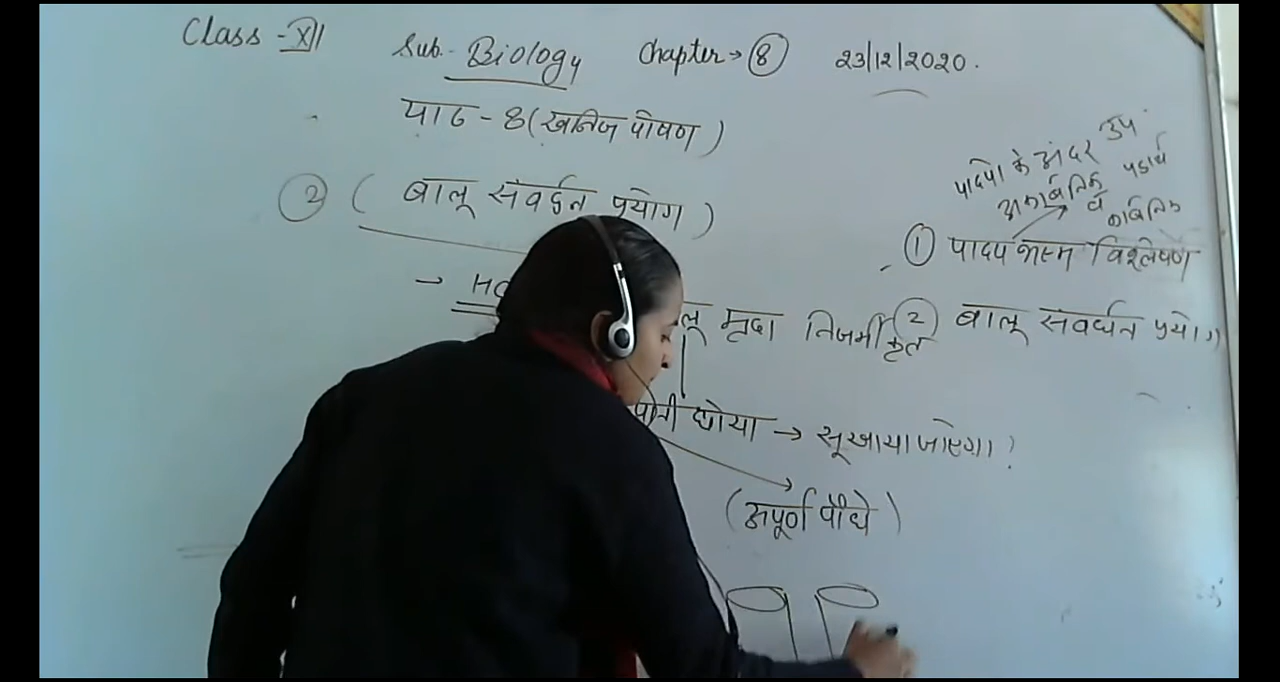 Class - XII Sub. Biology Chapter → 8 23/12/2020.
पाठ - 8 (खनिज पोषण)
2 ( बालू संवर्द्धन प्रयोग )
पादपो के अंदर उप
अकार्बनिक व पदार्थ
कार्बनिक
1 पादप भस्म विश्लेषण
2 बालू संवर्धन प्रयोग
→ मृदा निजर्मीकृत
धोया → सूखाया जाएगा।
(अपूर्ण पौधे)